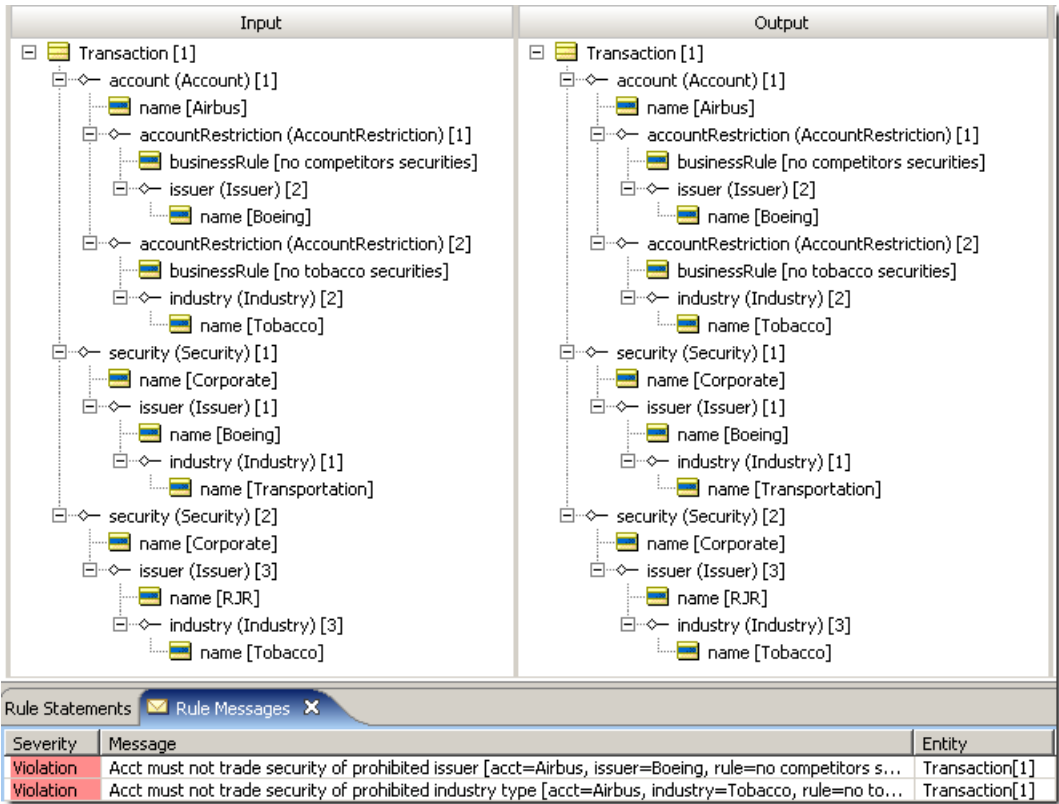 Input
Transaction [1]
account (Account) [1]
name [Airbus]
accountRestriction (AccountRestriction) [1]
businessRule [no competitors securities]
issuer (Issuer) [2]
name [Boeing]
accountRestriction (AccountRestriction) [2]
businessRule [no tobacco securities]
industry (Industry) [2]
name [Tobacco]
security (Security) [1]
name [Corporate]
issuer (Issuer) [1]
name [Boeing]
industry (Industry) [1]
name [Transportation]
security (Security) [2]
name [Corporate]
issuer (Issuer) [3]
name [RJR]
industry (Industry) [3]
name [Tobacco]
Output
Transaction [1]
account (Account) [1]
name [Airbus]
accountRestriction (AccountRestriction) [1]
businessRule [no competitors securities]
issuer (Issuer) [2]
name [Boeing]
accountRestriction (AccountRestriction) [2]
businessRule [no tobacco securities]
industry (Industry) [2]
name [Tobacco]
security (Security) [1]
name [Corporate]
issuer (Issuer) [1]
name [Boeing]
industry (Industry) [1]
name [Transportation]
security (Security) [2]
name [Corporate]
issuer (Issuer) [3]
name [RJR]
industry (Industry) [3]
name [Tobacco]
Rule Statements Rule Messages
Severity Message Entity
Violation Acct must not trade security of prohibited issuer [acct=Airbus, issuer=Boeing, rule=no competitors s... Transaction[1]
Violation Acct must not trade security of prohibited industry type [acct=Airbus, industry=Tobacco, rule=no to... Transaction[1]